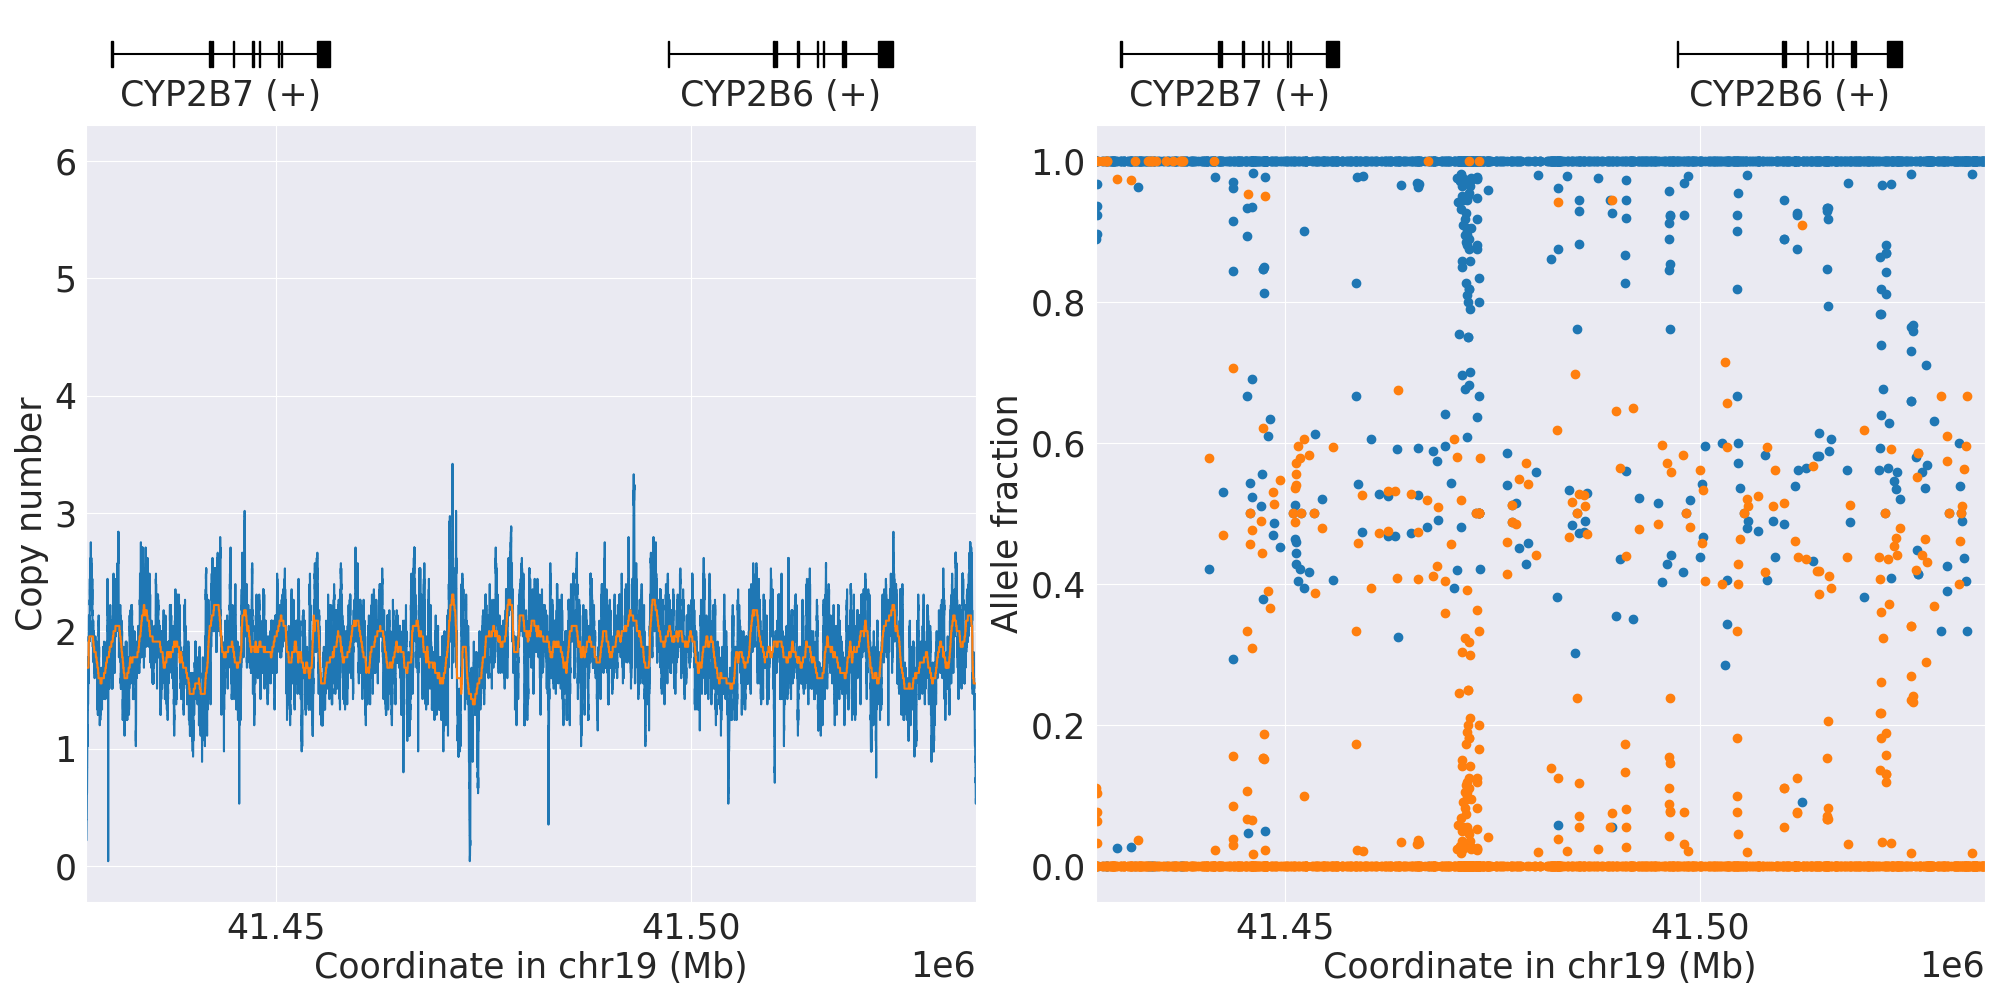 CYP2B7 (+)
CYP2B6 (+)
CYP2B7 (+)
CYP2B6 (+)
6
5
4
3
2
1
0
Copy number
41.45
41.50
Coordinate in chr19 (Mb)
1e6
1.0
0.8
0.6
0.4
0.2
0.0
Allele fraction
41.45
41.50
Coordinate in chr19 (Mb)
1e6